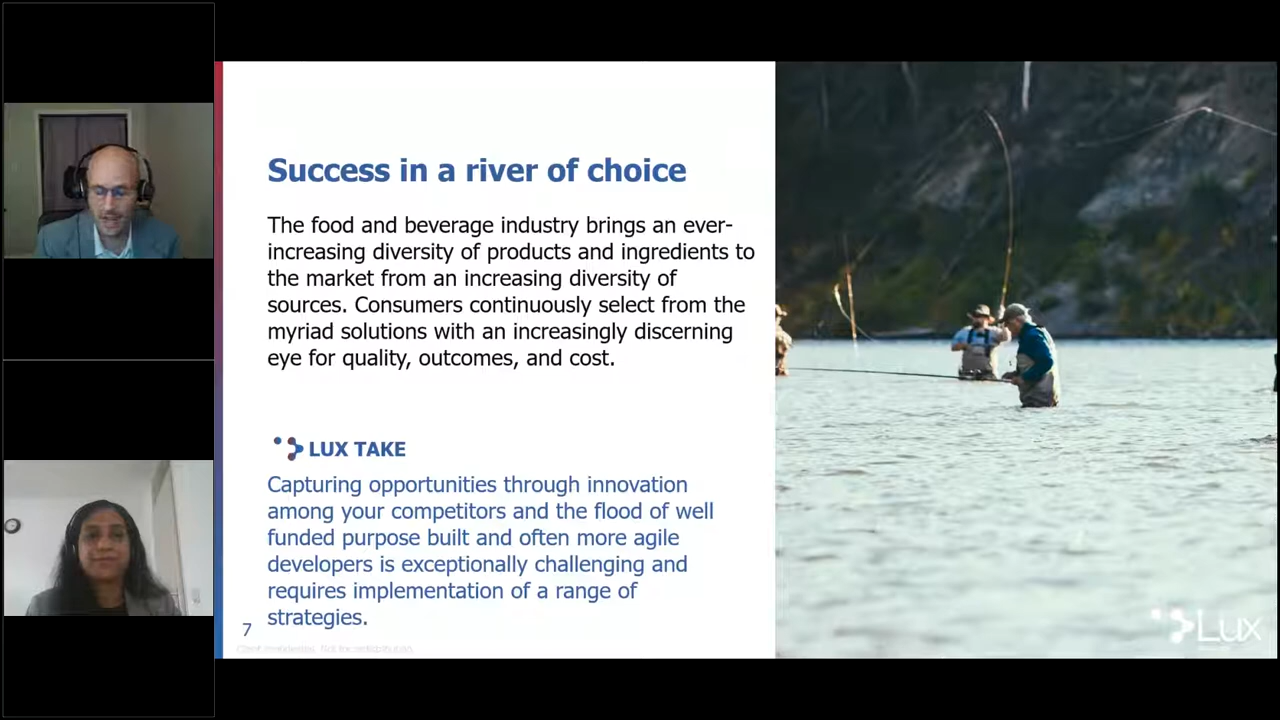 Success in a river of choice
The food and beverage industry brings an ever-
increasing diversity of products and ingredients to
the market from an increasing diversity of
sources. Consumers continuously select from the
myriad solutions with an increasingly discerning
eye for quality, outcomes, and cost.
LUX TAKE
Capturing opportunities through innovation
among your competitors and the flood of well
funded purpose built and often more agile
developers is exceptionally challenging and
requires implementation of a range of
strategies.
7
Lux